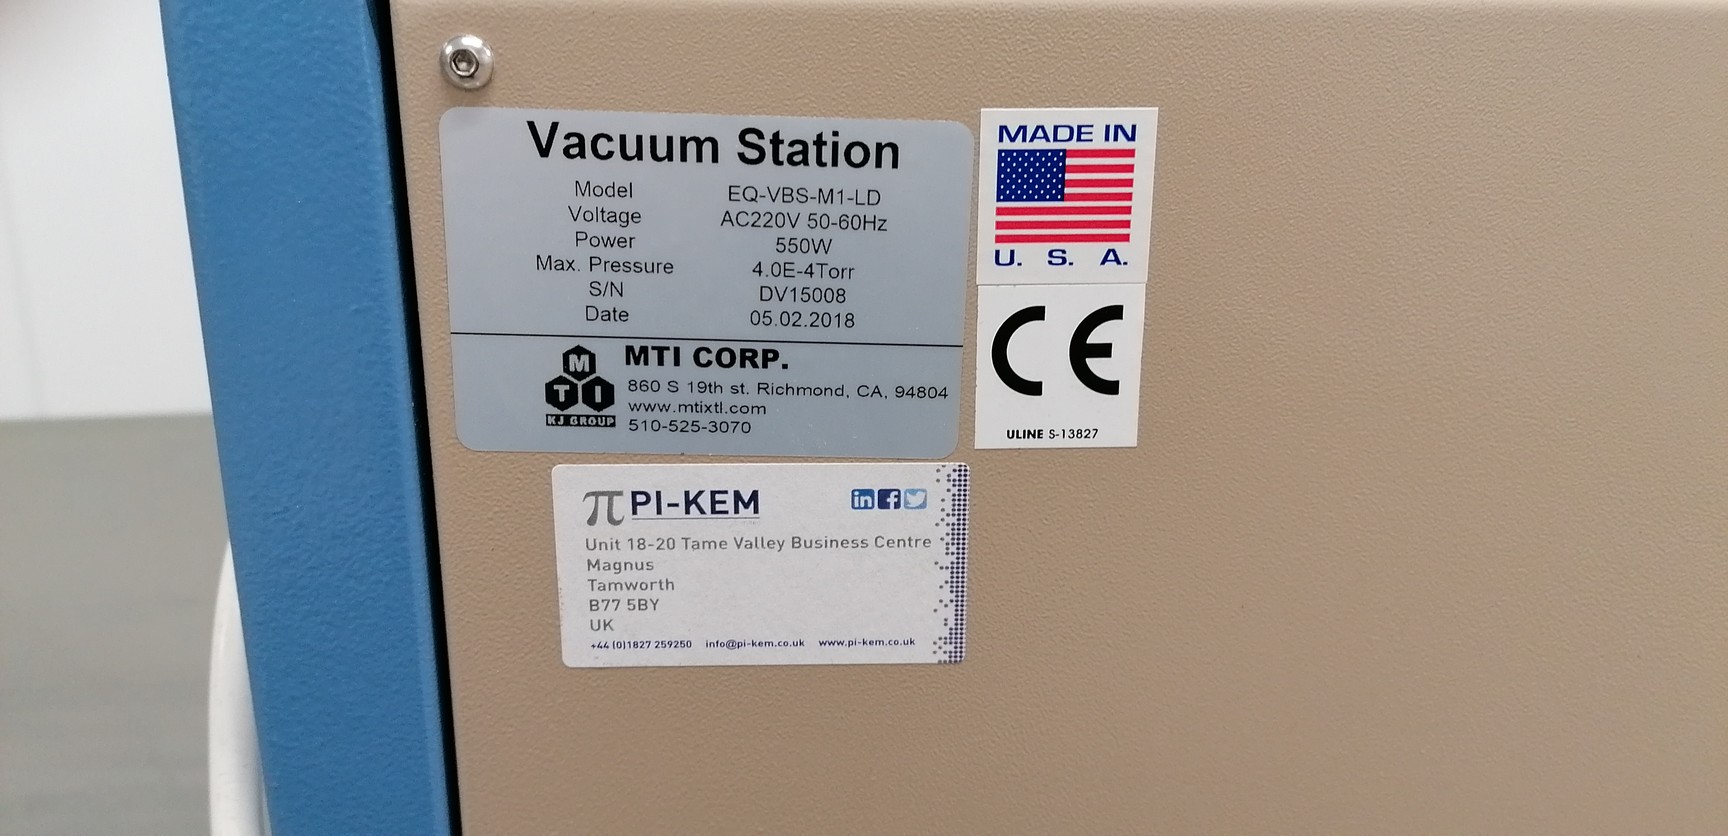 Vacuum Station
Model EQ-VBS-M1-LD
Voltage AC220V 50-60Hz
Power 550W
Max. Pressure 4.0E-4Torr
S/N DV15008
Date 05.02.2018
MTI
KJ GROUP
MTI CORP.
860 S 19th st. Richmond, CA, 94804
www.mtixtl.com
510-525-3070
MADE IN
U. S. A.
CE
ULINE S-13827
π PI-KEM
in f
Unit 18-20 Tame Valley Business Centre
Magnus
Tamworth
B77 5BY
UK
+44 (0)1827 259250 info@pi-kem.co.uk www.pi-kem.co.uk